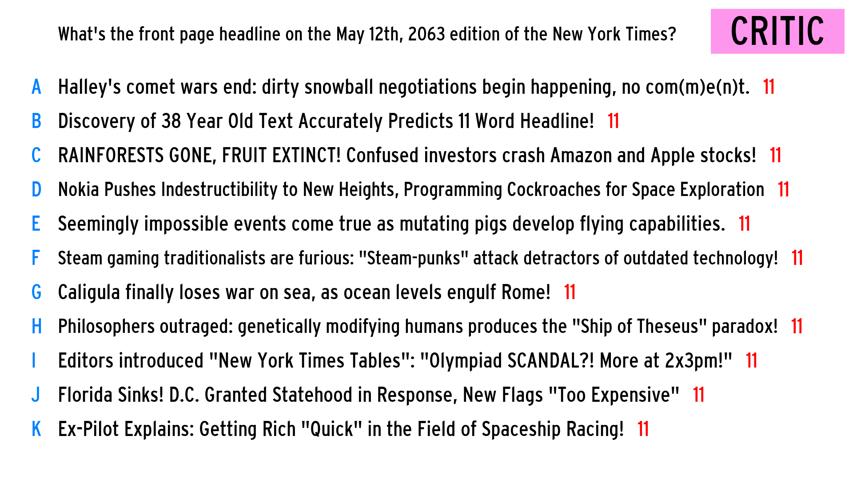 What's the front page headline on the May 12th, 2063 edition of the New York Times?
CRITIC
A Halley's comet wars end: dirty snowball negotiations begin happening, no com(m)e(n)t. 11
B Discovery of 38 Year Old Text Accurately Predicts 11 Word Headline! 11
C RAINFORESTS GONE, FRUIT EXTINCT! Confused investors crash Amazon and Apple stocks! 11
D Nokia Pushes Indestructibility to New Heights, Programming Cockroaches for Space Exploration 11
E Seemingly impossible events come true as mutating pigs develop flying capabilities. 11
F Steam gaming traditionalists are furious: "Steam-punks" attack detractors of outdated technology! 11
G Caligula finally loses war on sea, as ocean levels engulf Rome! 11
H Philosophers outraged: genetically modifying humans produces the "Ship of Theseus" paradox! 11
I Editors introduced "New York Times Tables": "Olympiad SCANDAL?! More at 2x3pm!" 11
J Florida Sinks! D.C. Granted Statehood in Response, New Flags "Too Expensive" 11
K Ex-Pilot Explains: Getting Rich "Quick" in the Field of Spaceship Racing! 11